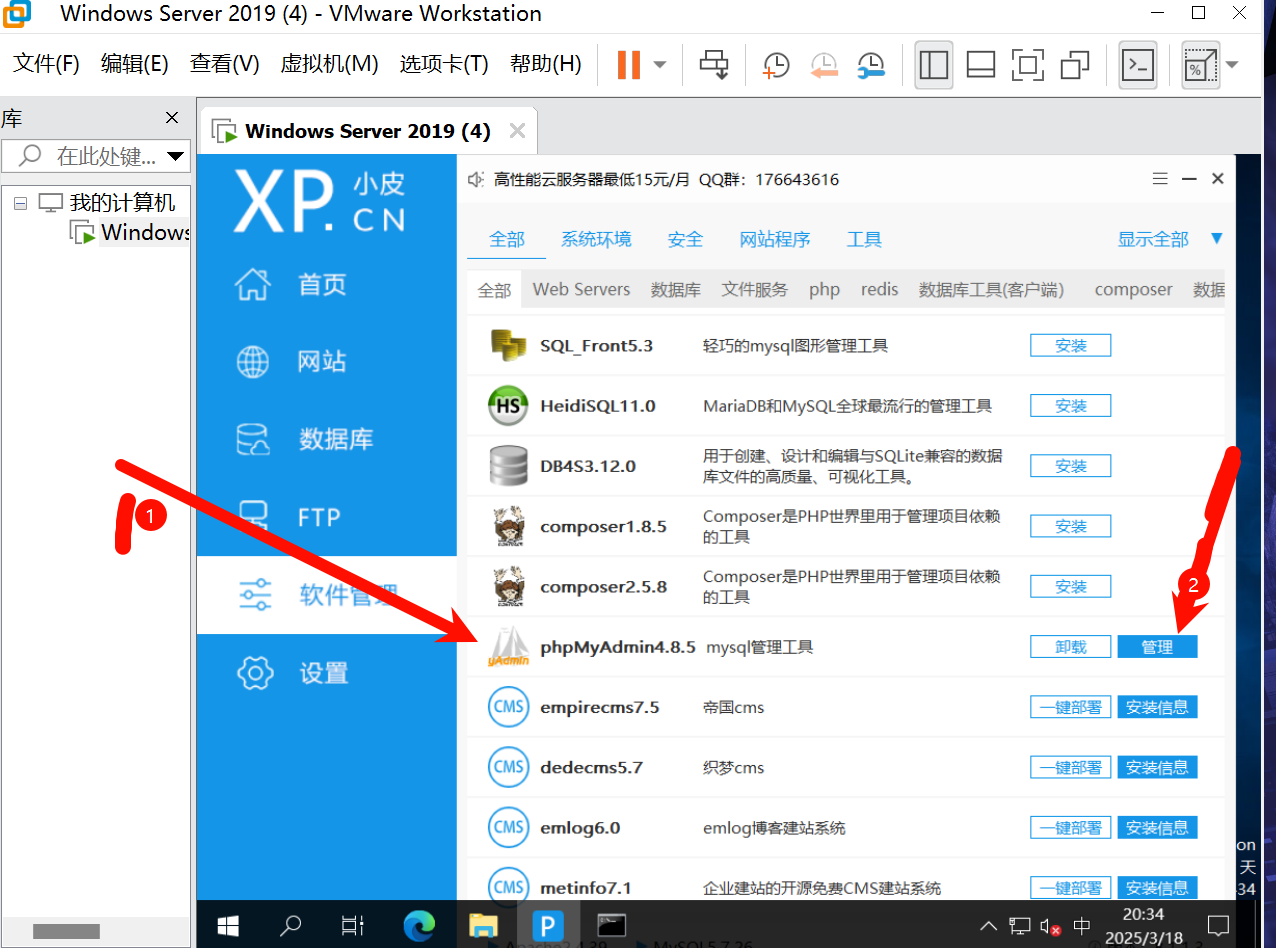 Windows Server 2019 (4) - VMware Workstation
文件(F) 编辑(E) 查看(V) 虚拟机(M) 选项卡(T) 帮助(H)
库
在此处键...
Windows Server 2019 (4)
我的计算机
Windows
XP. 小皮 CN
首页
网站
数据库
FTP
软件管理
设置
高性能云服务器最低15元/月 QQ群：176643616
全部 系统环境 安全 网站程序 工具 显示全部
全部 Web Servers 数据库 文件服务 php redis 数据库工具(客户端) composer 数据
SQL_Front5.3 轻巧的mysql图形管理工具 安装
HS HeidiSQL11.0 MariaDB和MySQL全球最流行的管理工具 安装
DB4S3.12.0 用于创建、设计和编辑与SQLite兼容的数据 安装
库文件的高质量、可视化工具。
composer1.8.5 Composer是PHP世界里用于管理项目依赖 安装
的工具
composer2.5.8 Composer是PHP世界里用于管理项目依赖 安装
的工具
yAdmin phpMyAdmin4.8.5 mysql管理工具 卸载 管理
CMS empirecms7.5 帝国cms 一键部署 安装信息
CMS dedecms5.7 织梦cms 一键部署 安装信息
CMS emlog6.0 emlog博客建站系统 一键部署 安装信息
CMS metinfo7.1 企业建站的开源免费CMS建站系统 一键部署 安装信息
1
2
on
天
34
P
中
20:34
2025/3/18
Apache2.4.39 MySQL5.7.26